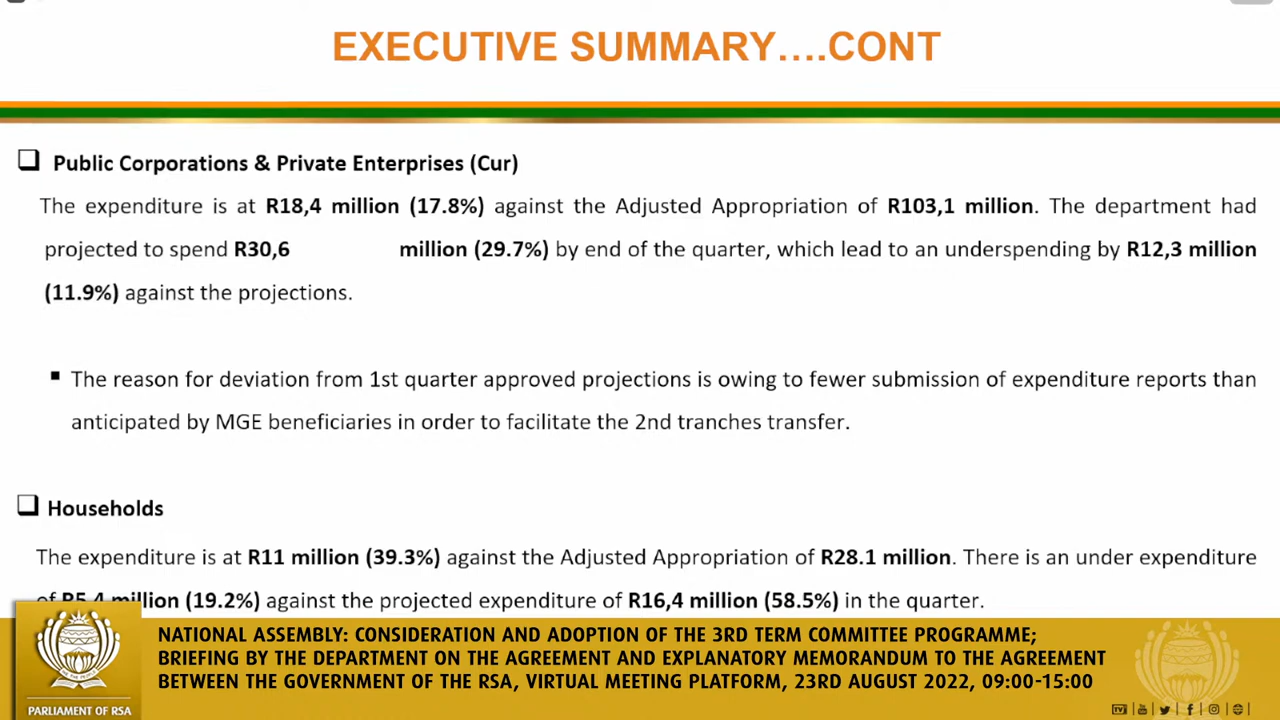 EXECUTIVE SUMMARY….CONT
Public Corporations & Private Enterprises (Cur)
The expenditure is at R18,4 million (17.8%) against the Adjusted Appropriation of R103,1 million. The department had
projected to spend R30,6 million (29.7%) by end of the quarter, which lead to an underspending by R12,3 million
(11.9%) against the projections.
The reason for deviation from 1st quarter approved projections is owing to fewer submission of expenditure reports than
anticipated by MGE beneficiaries in order to facilitate the 2nd tranches transfer.
Households
The expenditure is at R11 million (39.3%) against the Adjusted Appropriation of R28.1 million. There is an under expenditure
of R5,4 million (19.2%) against the projected expenditure of R16,4 million (58.5%) in the quarter.
NATIONAL ASSEMBLY: CONSIDERATION AND ADOPTION OF THE 3RD TERM COMMITTEE PROGRAMME;
BRIEFING BY THE DEPARTMENT ON THE AGREEMENT AND EXPLANATORY MEMORANDUM TO THE AGREEMENT
BETWEEN THE GOVERNMENT OF THE RSA, VIRTUAL MEETING PLATFORM, 23RD AUGUST 2022, 09:00-15:00
PARLIAMENT OF RSA